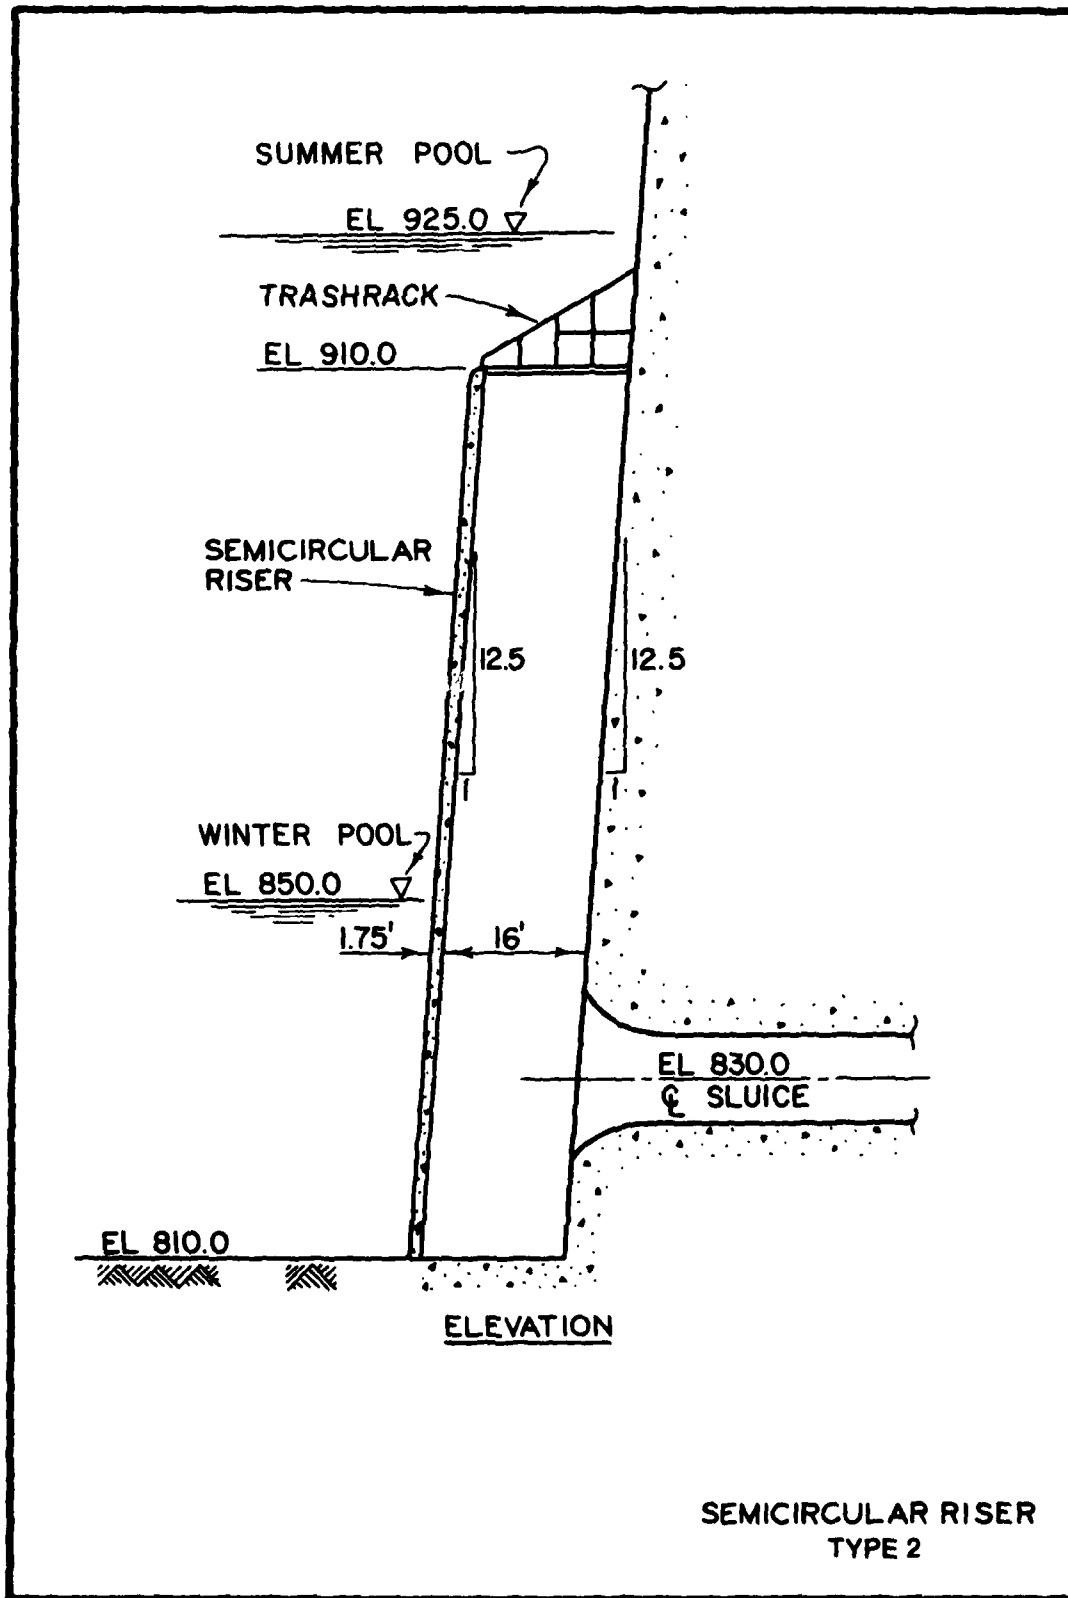 SUMMER POOL
EL 925.0
TRASHRACK
EL 910.0
SEMICIRCULAR
RISER
12.5
12.5
1
1
WINTER POOL
EL 850.0
1.75'
16'
EL 830.0
℄ SLUICE
EL 810.0
ELEVATION
SEMICIRCULAR RISER
TYPE 2